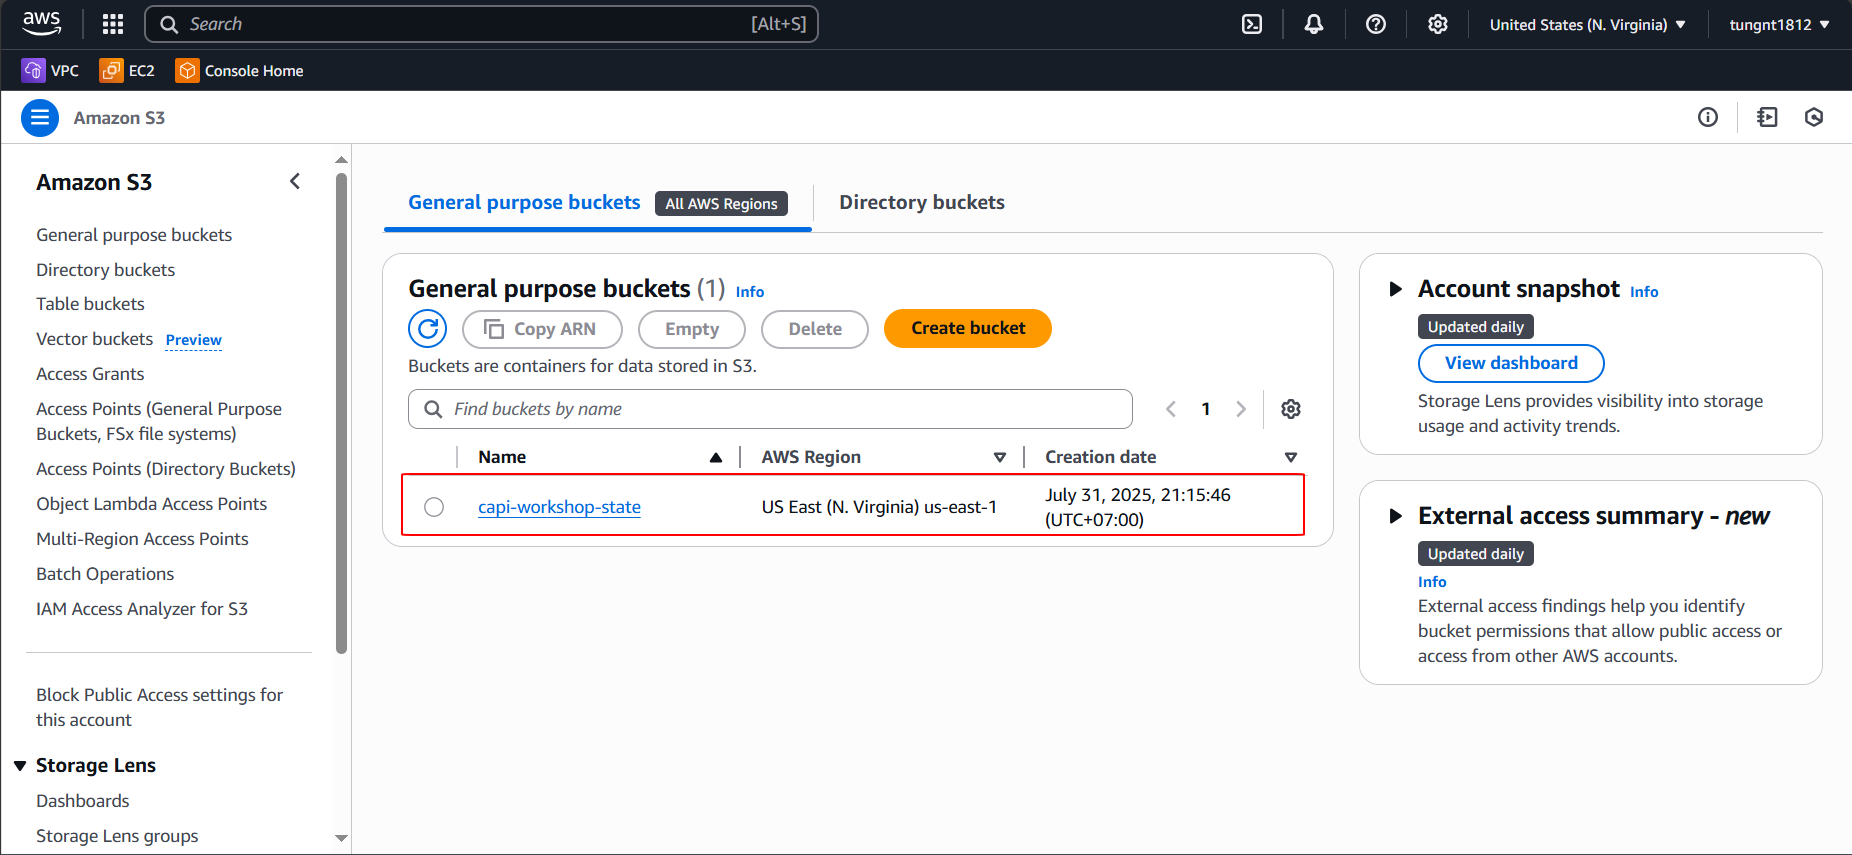 aws
Search [Alt+S]
United States (N. Virginia)
tungnt1812
VPC
EC2
Console Home
Amazon S3
Amazon S3
General purpose buckets
Directory buckets
Table buckets
Vector buckets Preview
Access Grants
Access Points (General Purpose
Buckets, FSx file systems)
Access Points (Directory Buckets)
Object Lambda Access Points
Multi-Region Access Points
Batch Operations
IAM Access Analyzer for S3
Block Public Access settings for
this account
Storage Lens
Dashboards
Storage Lens groups
General purpose buckets All AWS Regions
Directory buckets
General purpose buckets (1) Info
Copy ARN
Empty
Delete
Create bucket
Buckets are containers for data stored in S3.
Find buckets by name
1
Name AWS Region Creation date
capi-workshop-state US East (N. Virginia) us-east-1 July 31, 2025, 21:15:46
(UTC+07:00)
Account snapshot Info
Updated daily
View dashboard
Storage Lens provides visibility into storage
usage and activity trends.
External access summary - new
Updated daily
Info
External access findings help you identify
bucket permissions that allow public access or
access from other AWS accounts.